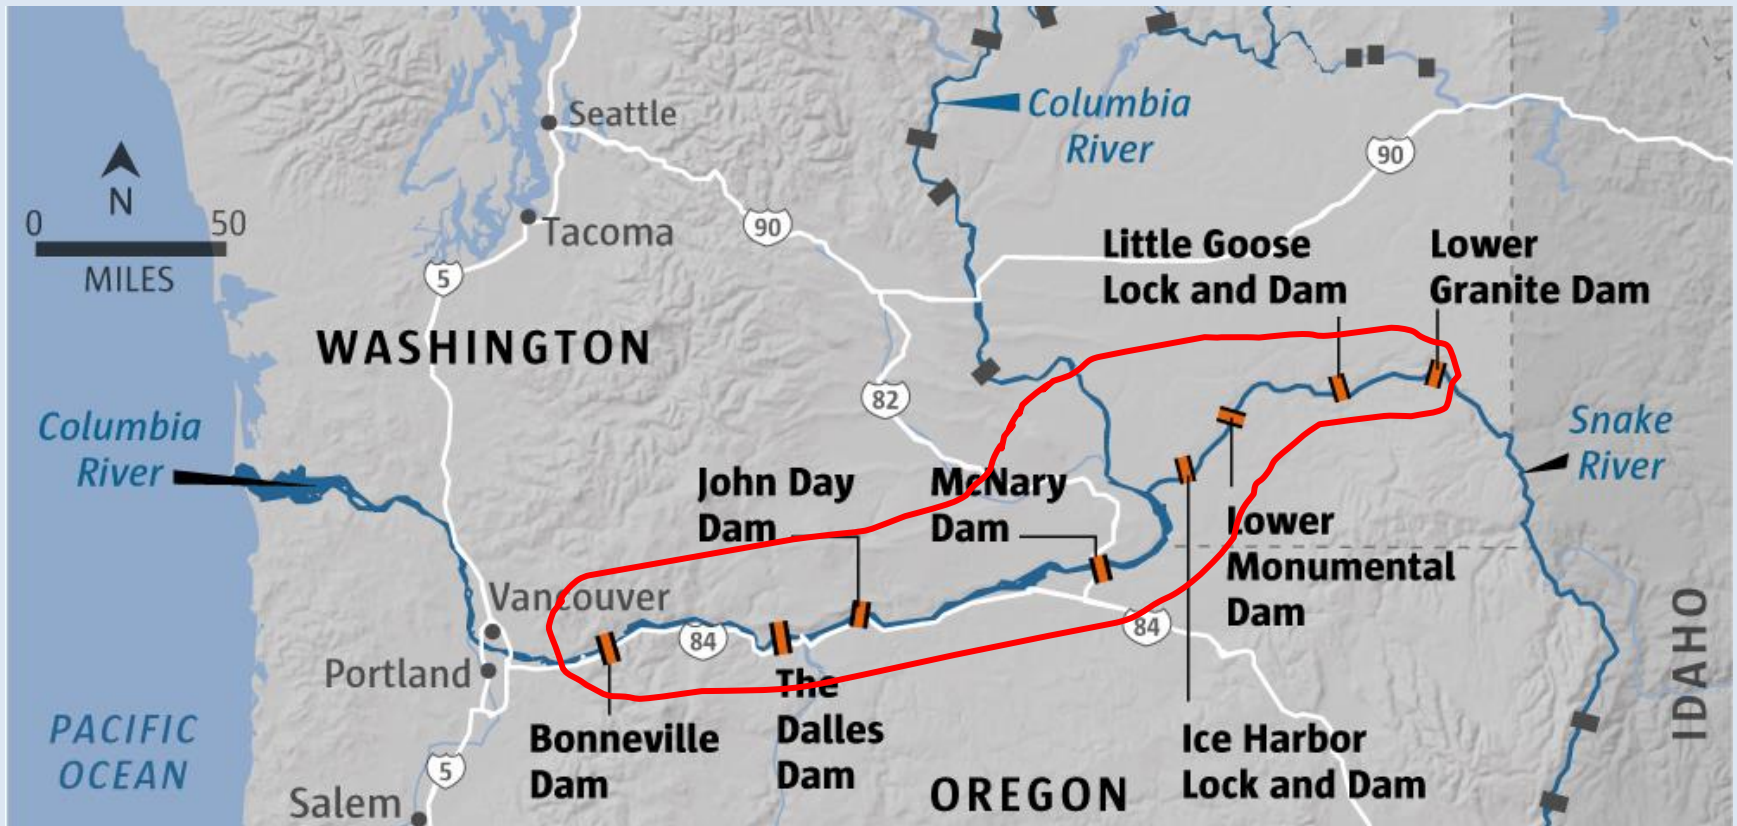 Seattle
Columbia
River
90
N
0 50
MILES
Tacoma
90
5
Little Goose
Lock and Dam
Lower
Granite Dam
WASHINGTON
82
Columbia
River
Snake
River
John Day
Dam
McNary
Dam
Lower
Monumental
Dam
Vancouver
84
84
Portland
The
Dalles
Dam
Bonneville
Dam
Ice Harbor
Lock and Dam
IDAHO
PACIFIC
OCEAN
5
Salem
OREGON